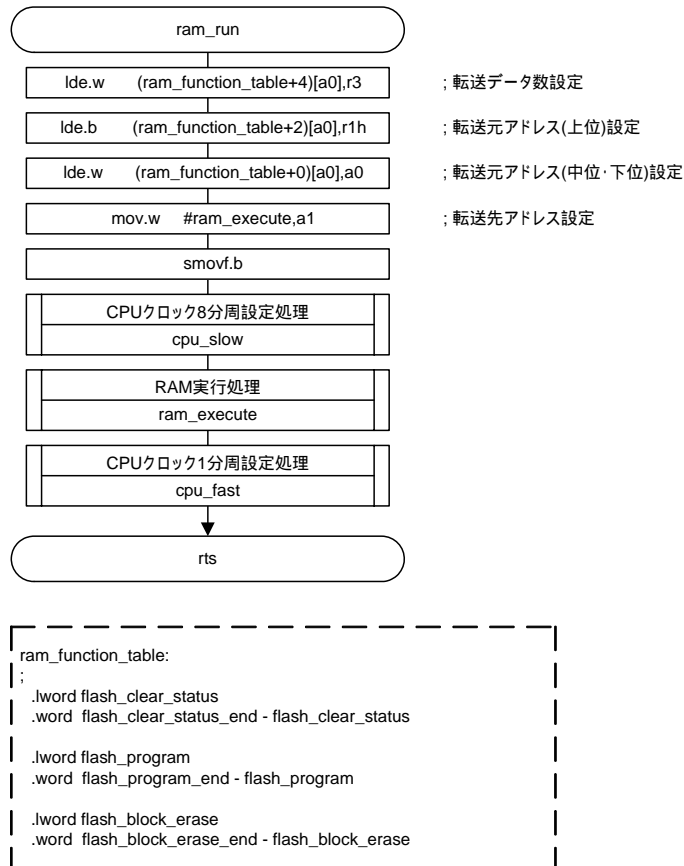 ram_run
lde.w (ram_function_table+4)[a0],r3 ; 転送データ数設定
lde.b (ram_function_table+2)[a0],r1h ; 転送元アドレス(上位)設定
lde.w (ram_function_table+0)[a0],a0 ; 転送元アドレス(中位・下位)設定
mov.w #ram_execute,a1 ; 転送先アドレス設定
smovf.b
CPUクロック8分周設定処理
cpu_slow
RAM実行処理
ram_execute
CPUクロック1分周設定処理
cpu_fast
rts
ram_function_table:
;
.lword flash_clear_status
.word flash_clear_status_end - flash_clear_status
.lword flash_program
.word flash_program_end - flash_program
.lword flash_block_erase
.word flash_block_erase_end - flash_block_erase